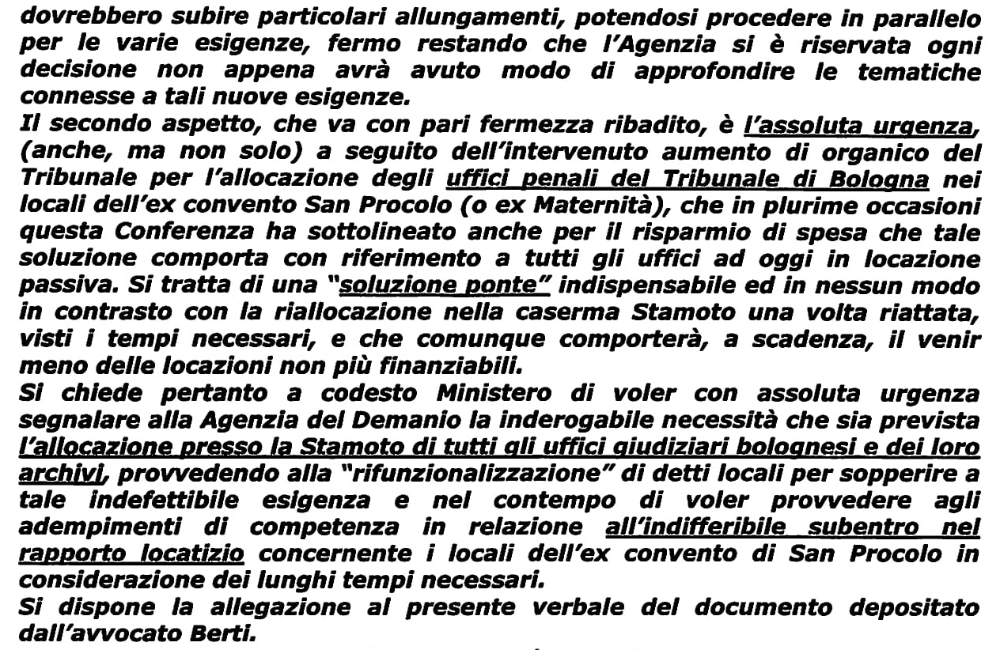 dovrebbero subire particolari allungamenti, potendosi procedere in parallelo
per le varie esigenze, fermo restando che l'Agenzia si è riservata ogni
decisione non appena avrà avuto modo di approfondire le tematiche
connesse a tali nuove esigenze.
Il secondo aspetto, che va con pari fermezza ribadito, è l'assoluta urgenza,
(anche, ma non solo) a seguito dell'intervenuto aumento di organico del
Tribunale per l'allocazione degli uffici penali del Tribunale di Bologna nei
locali dell'ex convento San Procolo (o ex Maternità), che in plurime occasioni
questa Conferenza ha sottolineato anche per il risparmio di spesa che tale
soluzione comporta con riferimento a tutti gli uffici ad oggi in locazione
passiva. Si tratta di una "soluzione ponte" indispensabile ed in nessun modo
in contrasto con la riallocazione nella caserma Stamoto una volta riattata,
visti i tempi necessari, e che comunque comporterà, a scadenza, il venir
meno delle locazioni non più finanziabili.
Si chiede pertanto a codesto Ministero di voler con assoluta urgenza
segnalare alla Agenzia del Demanio la inderogabile necessità che sia prevista
l'allocazione presso la Stamoto di tutti gli uffici giudiziari bolognesi e dei loro
archivi, provvedendo alla "rifunzionalizzazione" di detti locali per sopperire a
tale indefettibile esigenza e nel contempo di voler provvedere agli
adempimenti di competenza in relazione all'indifferibile subentro nel
rapporto locatizio concernente i locali dell'ex convento di San Procolo in
considerazione dei lunghi tempi necessari.
Si dispone la allegazione al presente verbale del documento depositato
dall'avvocato Berti.